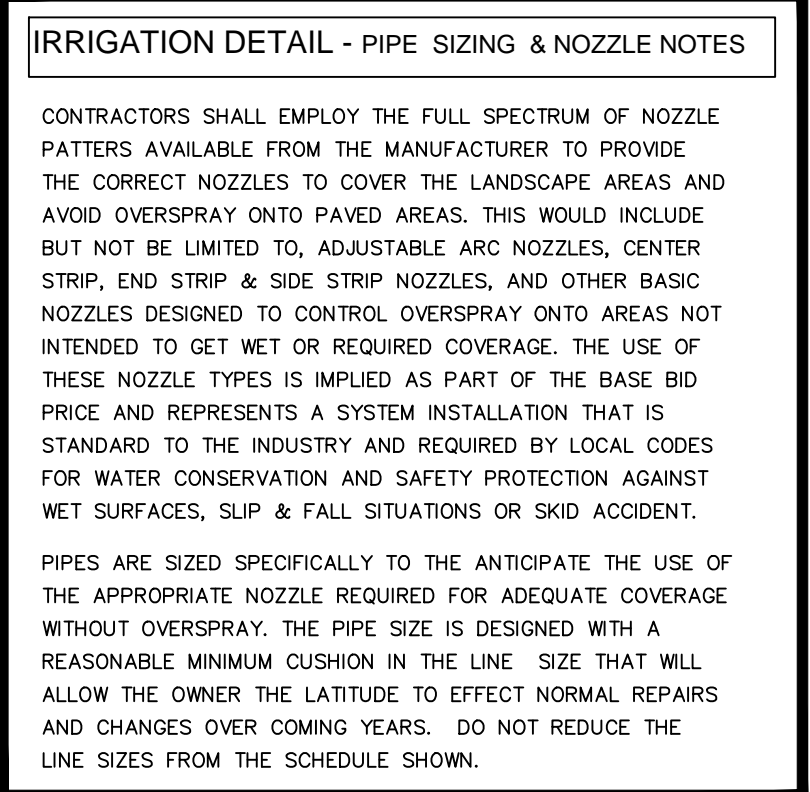 IRRIGATION DETAIL - PIPE SIZING & NOZZLE NOTES
CONTRACTORS SHALL EMPLOY THE FULL SPECTRUM OF NOZZLE
PATTERS AVAILABLE FROM THE MANUFACTURER TO PROVIDE
THE CORRECT NOZZLES TO COVER THE LANDSCAPE AREAS AND
AVOID OVERSPRAY ONTO PAVED AREAS. THIS WOULD INCLUDE
BUT NOT BE LIMITED TO, ADJUSTABLE ARC NOZZLES, CENTER
STRIP, END STRIP & SIDE STRIP NOZZLES, AND OTHER BASIC
NOZZLES DESIGNED TO CONTROL OVERSPRAY ONTO AREAS NOT
INTENDED TO GET WET OR REQUIRED COVERAGE. THE USE OF
THESE NOZZLE TYPES IS IMPLIED AS PART OF THE BASE BID
PRICE AND REPRESENTS A SYSTEM INSTALLATION THAT IS
STANDARD TO THE INDUSTRY AND REQUIRED BY LOCAL CODES
FOR WATER CONSERVATION AND SAFETY PROTECTION AGAINST
WET SURFACES, SLIP & FALL SITUATIONS OR SKID ACCIDENT.
PIPES ARE SIZED SPECIFICALLY TO THE ANTICIPATE THE USE OF
THE APPROPRIATE NOZZLE REQUIRED FOR ADEQUATE COVERAGE
WITHOUT OVERSPRAY. THE PIPE SIZE IS DESIGNED WITH A
REASONABLE MINIMUM CUSHION IN THE LINE SIZE THAT WILL
ALLOW THE OWNER THE LATITUDE TO EFFECT NORMAL REPAIRS
AND CHANGES OVER COMING YEARS. DO NOT REDUCE THE
LINE SIZES FROM THE SCHEDULE SHOWN.